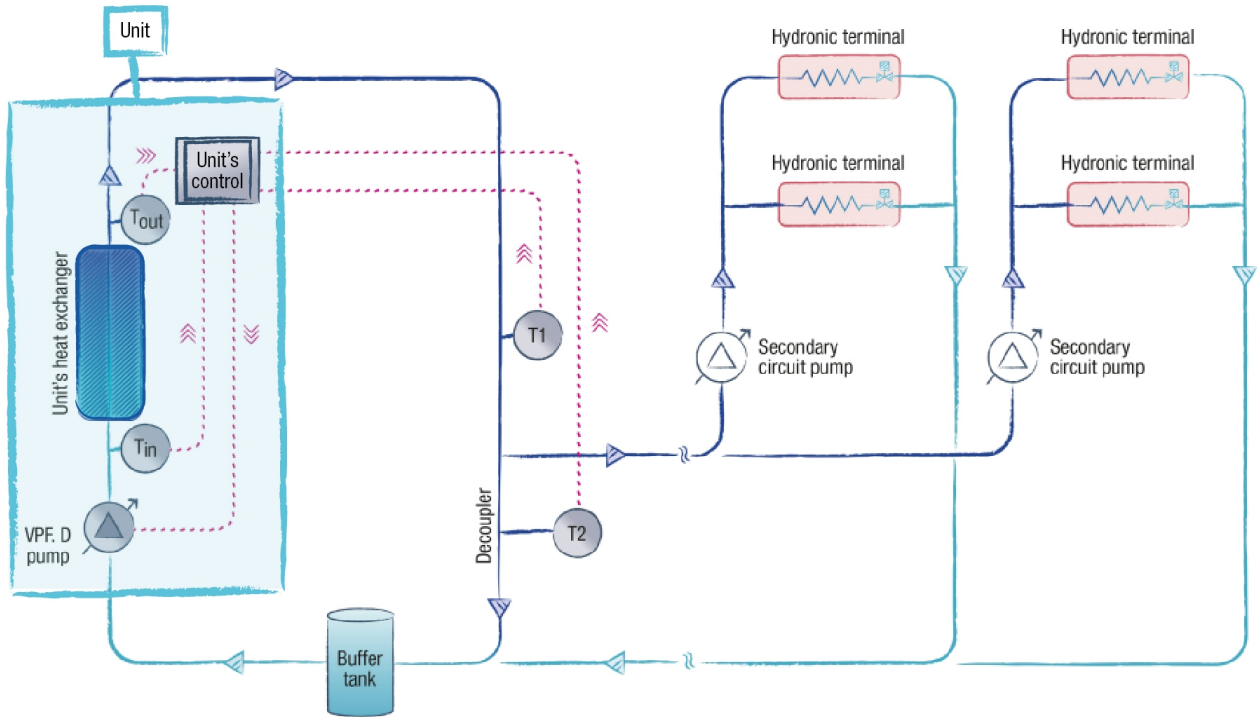 Unit
Hydronic terminal
Hydronic terminal
Unit's
control
Hydronic terminal
Hydronic terminal
Tout
Unit's heat exchanger
T1
Secondary
circuit pump
Secondary
circuit pump
Tin
VPF. D
pump
Decoupler
T2
Buffer
tank